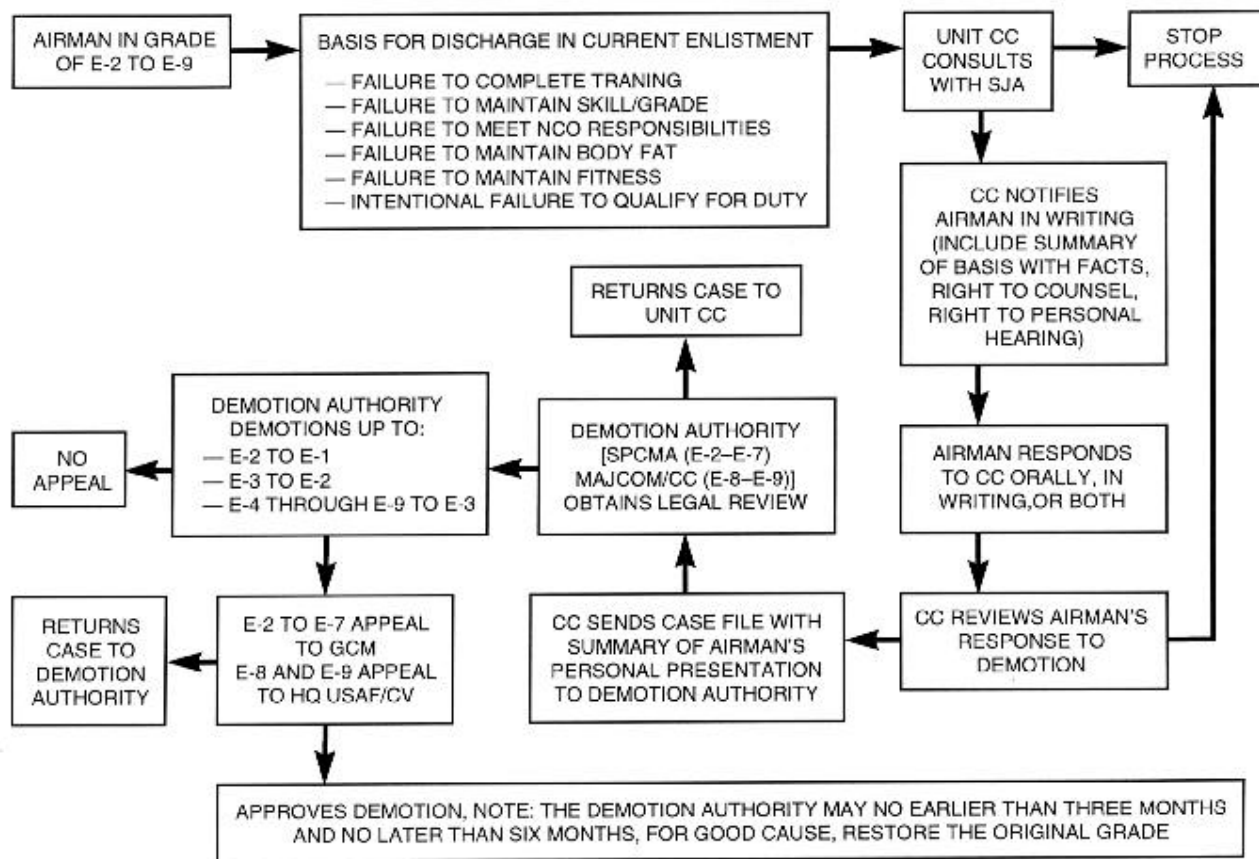 AIRMAN IN GRADE
OF E-2 TO E-9
BASIS FOR DISCHARGE IN CURRENT ENLISTMENT
— FAILURE TO COMPLETE TRANING
— FAILURE TO MAINTAIN SKILL/GRADE
— FAILURE TO MEET NCO RESPONSIBILITIES
— FAILURE TO MAINTAIN BODY FAT
— FAILURE TO MAINTAIN FITNESS
— INTENTIONAL FAILURE TO QUALIFY FOR DUTY
UNIT CC
CONSULTS
WITH SJA
STOP
PROCESS
CC NOTIFIES
AIRMAN IN WRITING
(INCLUDE SUMMARY
OF BASIS WITH FACTS,
RIGHT TO COUNSEL,
RIGHT TO PERSONAL
HEARING)
AIRMAN RESPONDS
TO CC ORALLY, IN
WRITING,OR BOTH
CC REVIEWS AIRMAN'S
RESPONSE TO
DEMOTION
CC SENDS CASE FILE WITH
SUMMARY OF AIRMAN'S
PERSONAL PRESENTATION
TO DEMOTION AUTHORITY
DEMOTION AUTHORITY
[SPCMA (E-2–E-7)
MAJCOM/CC (E-8–E-9)]
OBTAINS LEGAL REVIEW
RETURNS CASE TO
UNIT CC
DEMOTION AUTHORITY
DEMOTIONS UP TO:
— E-2 TO E-1
— E-3 TO E-2
— E-4 THROUGH E-9 TO E-3
NO
APPEAL
E-2 TO E-7 APPEAL
TO GCM
E-8 AND E-9 APPEAL
TO HQ USAF/CV
RETURNS
CASE TO
DEMOTION
AUTHORITY
APPROVES DEMOTION, NOTE: THE DEMOTION AUTHORITY MAY NO EARLIER THAN THREE MONTHS
AND NO LATER THAN SIX MONTHS, FOR GOOD CAUSE, RESTORE THE ORIGINAL GRADE